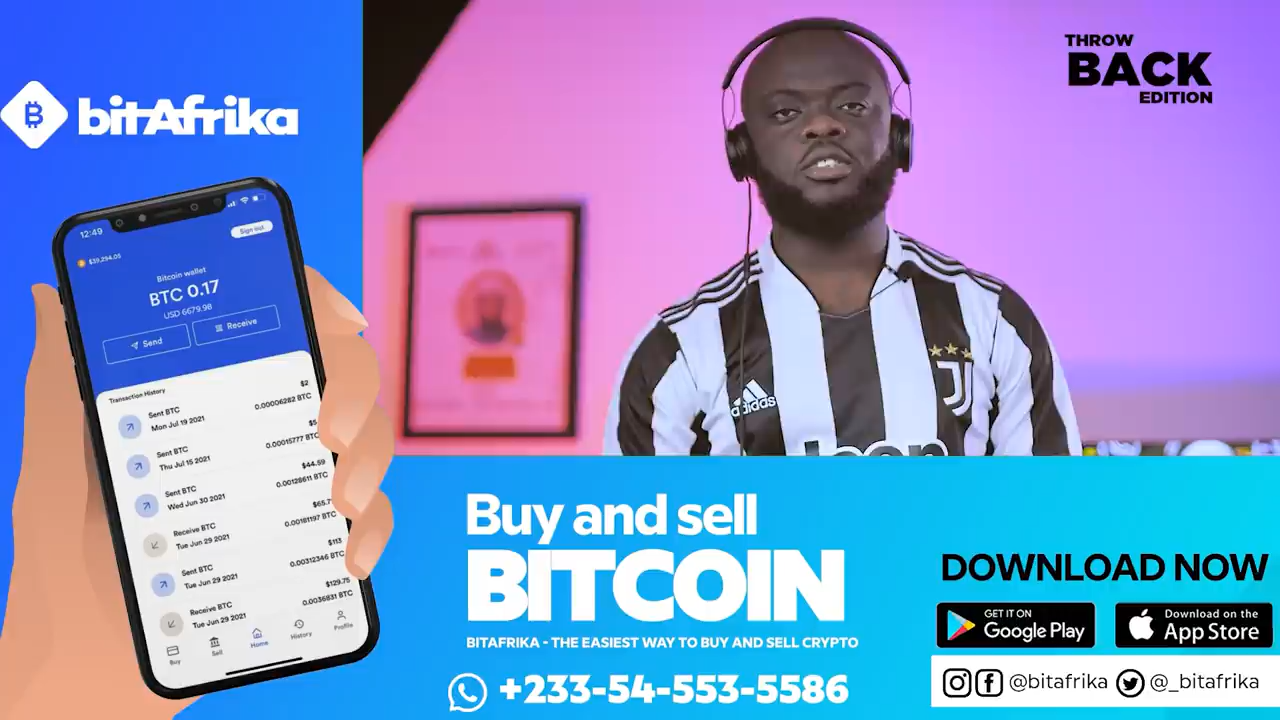 bitAfrika
THROW
BACK
EDITION
12:49
Sign out
$39,294.05
Bitcoin wallet
BTC 0.17
USD 6679.98
Send
Receive
Transaction History
Sent BTC
Mon Jul 19 2021
$2
0.00006282 BTC
Sent BTC
Thu Jul 15 2021
$5
0.00015777 BTC
Sent BTC
Wed Jun 30 2021
$44.59
0.00128611 BTC
Receive BTC
Tue Jun 29 2021
$65.7
0.00181197 BTC
Sent BTC
Tue Jun 29 2021
$113
0.00312346 BTC
Receive BTC
Tue Jun 29 2021
$129.75
0.0036831 BTC
Buy
Sell
Home
History
Profile
adidas
Jeep
Buy and sell
BITCOIN
BITAFRIKA - THE EASIEST WAY TO BUY AND SELL CRYPTO
+233-54-553-5586
DOWNLOAD NOW
GET IT ON
Google Play
Download on the
App Store
@bitafrika
@_bitafrika